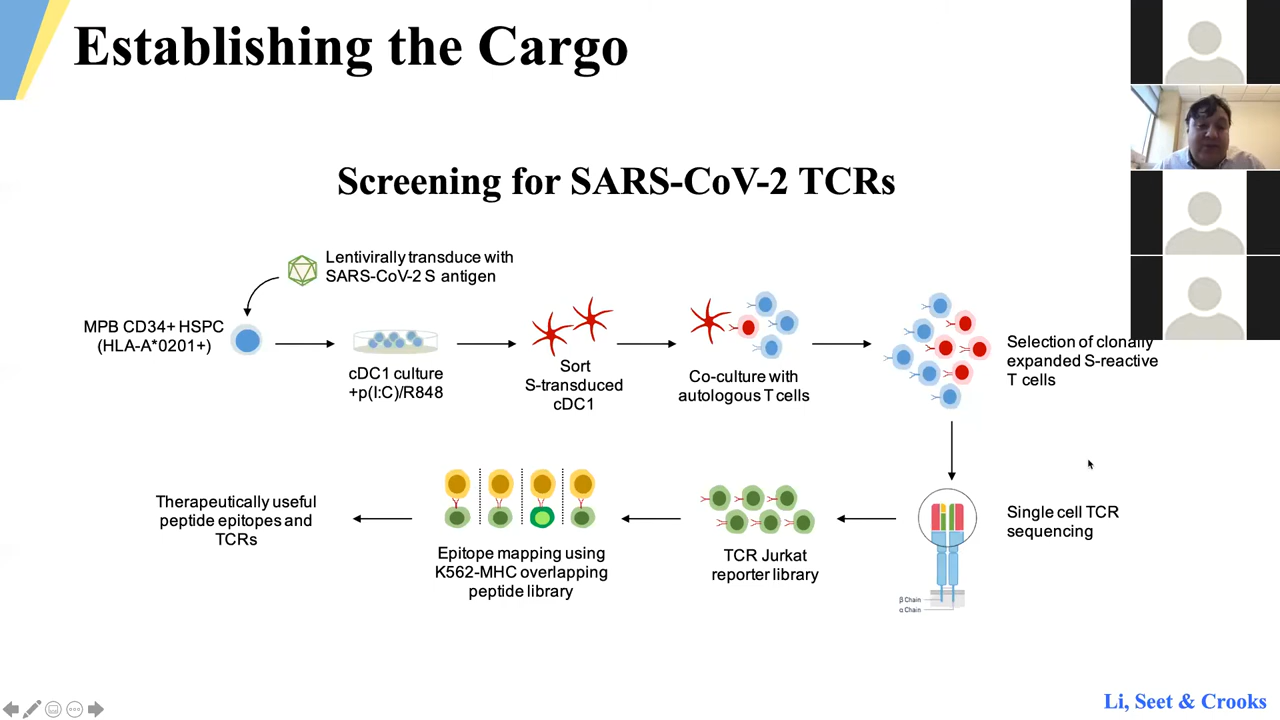 Establishing the Cargo
Screening for SARS-CoV-2 TCRs
Lentivirally transduce with
SARS-CoV-2 S antigen
MPB CD34+ HSPC
(HLA-A*0201+)
cDC1 culture
+p(I:C)/R848
Sort
S-transduced
cDC1
Co-culture with
autologous T cells
Selection of clonally
expanded S-reactive
T cells
Single cell TCR
sequencing
β Chain
α Chain
TCR Jurkat
reporter library
Epitope mapping using
K562-MHC overlapping
peptide library
Therapeutically useful
peptide epitopes and
TCRs
Li, Seet & Crooks